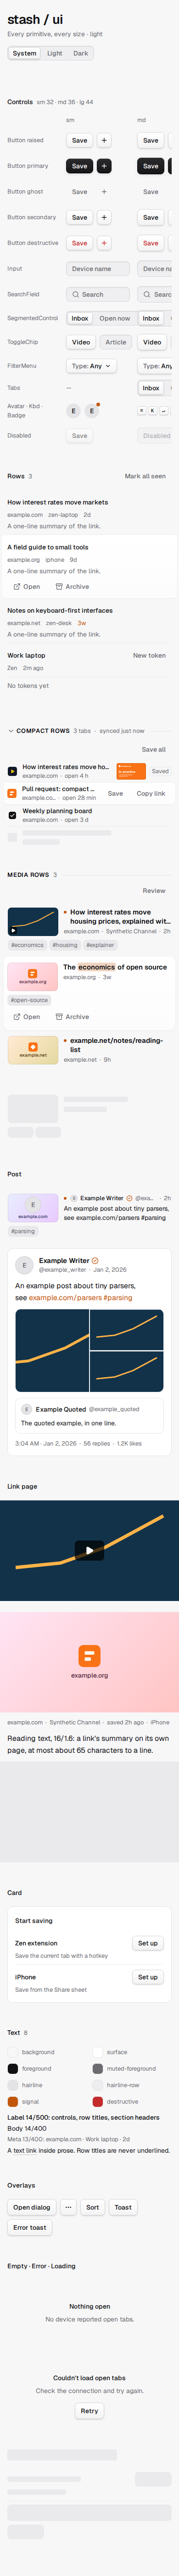 stash / ui
Every primitive, every size · light
System Light Dark
Controls sm 32 · md 36 · lg 44
sm md
Button raised Save + Save
Button primary Save + Save
Button ghost Save + Save
Button secondary Save + Save
Button destructive Save + Save
Input Device name Device na
SearchField Search Searc
SegmentedControl Inbox Open now Inbox
ToggleChip Video Article Video
FilterMenu Type: Any Type: Any
Tabs – Inbox
Avatar · Kbd · Badge E E ⌘ K ↵
Disabled Save Disabled
Rows 3 Mark all seen
How interest rates move markets
example.com zen-laptop 2d
A one-line summary of the link.
A field guide to small tools
example.org iphone 9d
A one-line summary of the link.
Open Archive
Notes on keyboard-first interfaces
example.net zen-desk 3w
A one-line summary of the link.
Work laptop New token
Zen 2m ago
No tokens yet
COMPACT ROWS 3 tabs · synced just now
Save all
How interest rates move ho...
example.com · open 4 h
Saved
Pull request: compact ...
example.co... · open 28 min
Save Copy link
Weekly planning board
example.com · open 3 d
MEDIA ROWS 3
Review
How interest rates move housing prices, explained wit...
example.com · Synthetic Channel · 2h
#economics #housing #explainer
example.org
The economics of open source
example.org · 3w
#open-source
Open Archive
example.net
example.net/notes/reading-list
example.net · 9h
Post
E
example.com
E Example Writer @exa... · 2h
An example post about tiny parsers, see example.com/parsers #parsing
#parsing
E
Example Writer
@example_writer · Jan 2, 2026
An example post about tiny parsers,
see example.com/parsers #parsing
E Example Quoted @example_quoted
The quoted example, in one line.
3:04 AM · Jan 2, 2026 · 56 replies · 1.2K likes
Link page
example.org
example.com · Synthetic Channel · saved 2h ago · iPhone
Reading text, 16/1.6: a link's summary on its own page, at most about 65 characters to a line.
Card
Start saving
Zen extension
Save the current tab with a hotkey
Set up
iPhone
Save from the Share sheet
Set up
Text 8
background surface
foreground muted-foreground
hairline hairline-row
signal destructive
Label 14/500: controls, row titles, section headers
Body 14/400
Meta 13/400: example.com · Work laptop · 2d
A text link inside prose. Row titles are never underlined.
Overlays
Open dialog ··· Sort Toast
Error toast
Empty · Error · Loading
Nothing open
No device reported open tabs.
Couldn't load open tabs
Check the connection and try again.
Retry